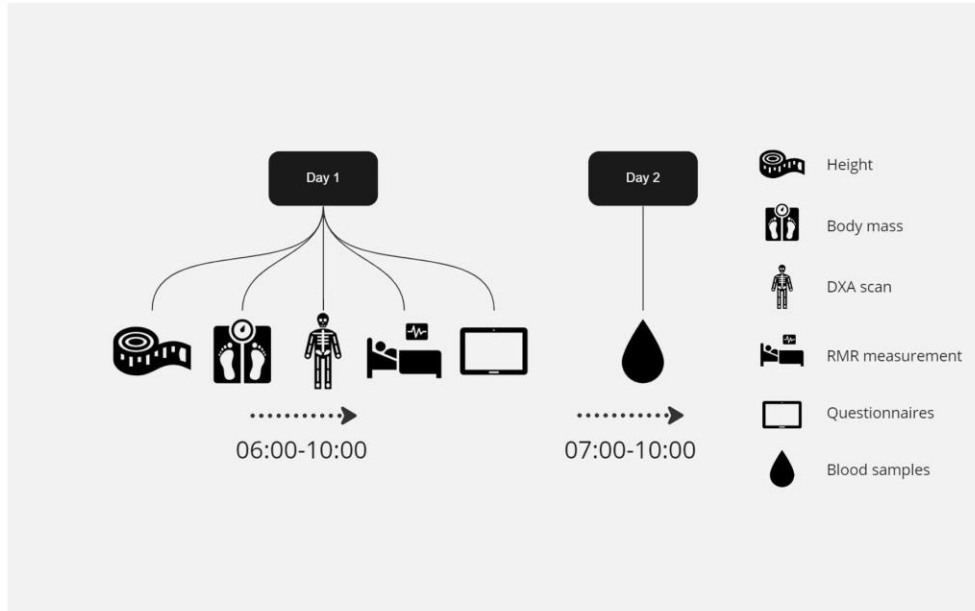 Day 1
Day 2
06:00-10:00
07:00-10:00
Height
Body mass
DXA scan
RMR measurement
Questionnaires
Blood samples